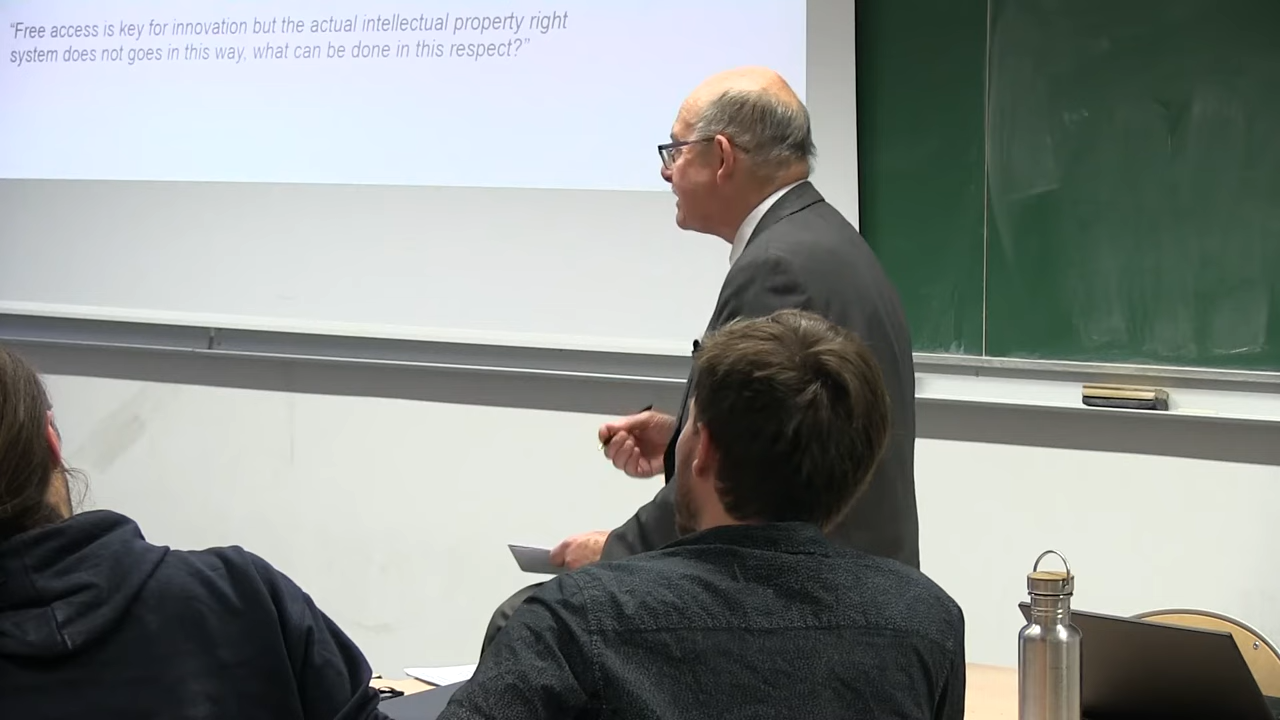 “Free access is key for innovation but the actual intellectual property right
system does not goes in this way, what can be done in this respect?”